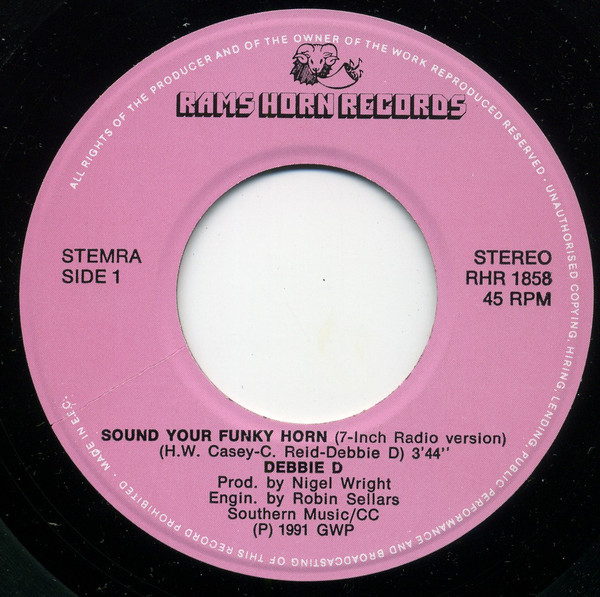 ALL RIGHTS OF THE PRODUCER AND OF THE OWNER OF THE WORK REPRODUCED RESERVED · UNAUTHORISED COPYING, HIRING, LENDING, PUBLIC PERFORMANCE AND BROADCASTING OF THIS RECORD PROHIBITED · MADE IN E.E.C.
RAMS HORN RECORDS
STEMRA
SIDE 1
STEREO
RHR 1858
45 RPM
SOUND YOUR FUNKY HORN (7-Inch Radio version)
(H.W. Casey-C. Reid-Debbie D) 3'44''
DEBBIE D
Prod. by Nigel Wright
Engin. by Robin Sellars
Southern Music/CC
(P) 1991 GWP